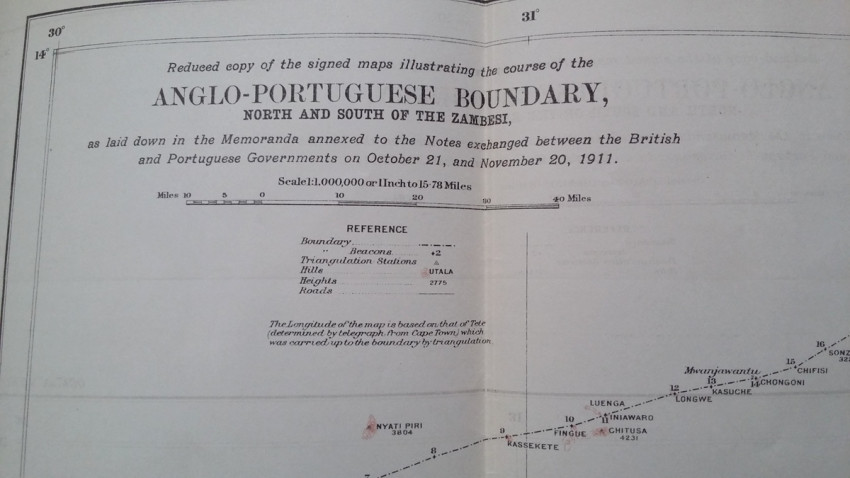 30°
31°
14°
Reduced copy of the signed maps illustrating the course of the
ANGLO-PORTUGUESE BOUNDARY,
NORTH AND SOUTH OF THE ZAMBESI,
as laid down in the Memoranda annexed to the Notes exchanged between the British
and Portuguese Governments on October 21, and November 20, 1911.
Scale 1:1.000,000 or 1 Inch to 15·78 Miles
Miles 10 5 0 10 20 30 40 Miles
REFERENCE
Boundary
" Beacons +2
Triangulation Stations
Hills UTALA
Heights 2775
Roads
The Longitude of the map is based on that of Tete
(determined by telegraph from Cape Town) which
was carried up to the boundary by triangulation.
16
SONZ
32
15
CHIFISI
Mwanjawantu
14 CHONGONI
13
KASUCHE
12
LONGWE
LUENGA
11 TINIAWARO
10
FINGUE
CHITUSA
4231
9
KASSEKETE
NYATI PIRI
3804
8
7